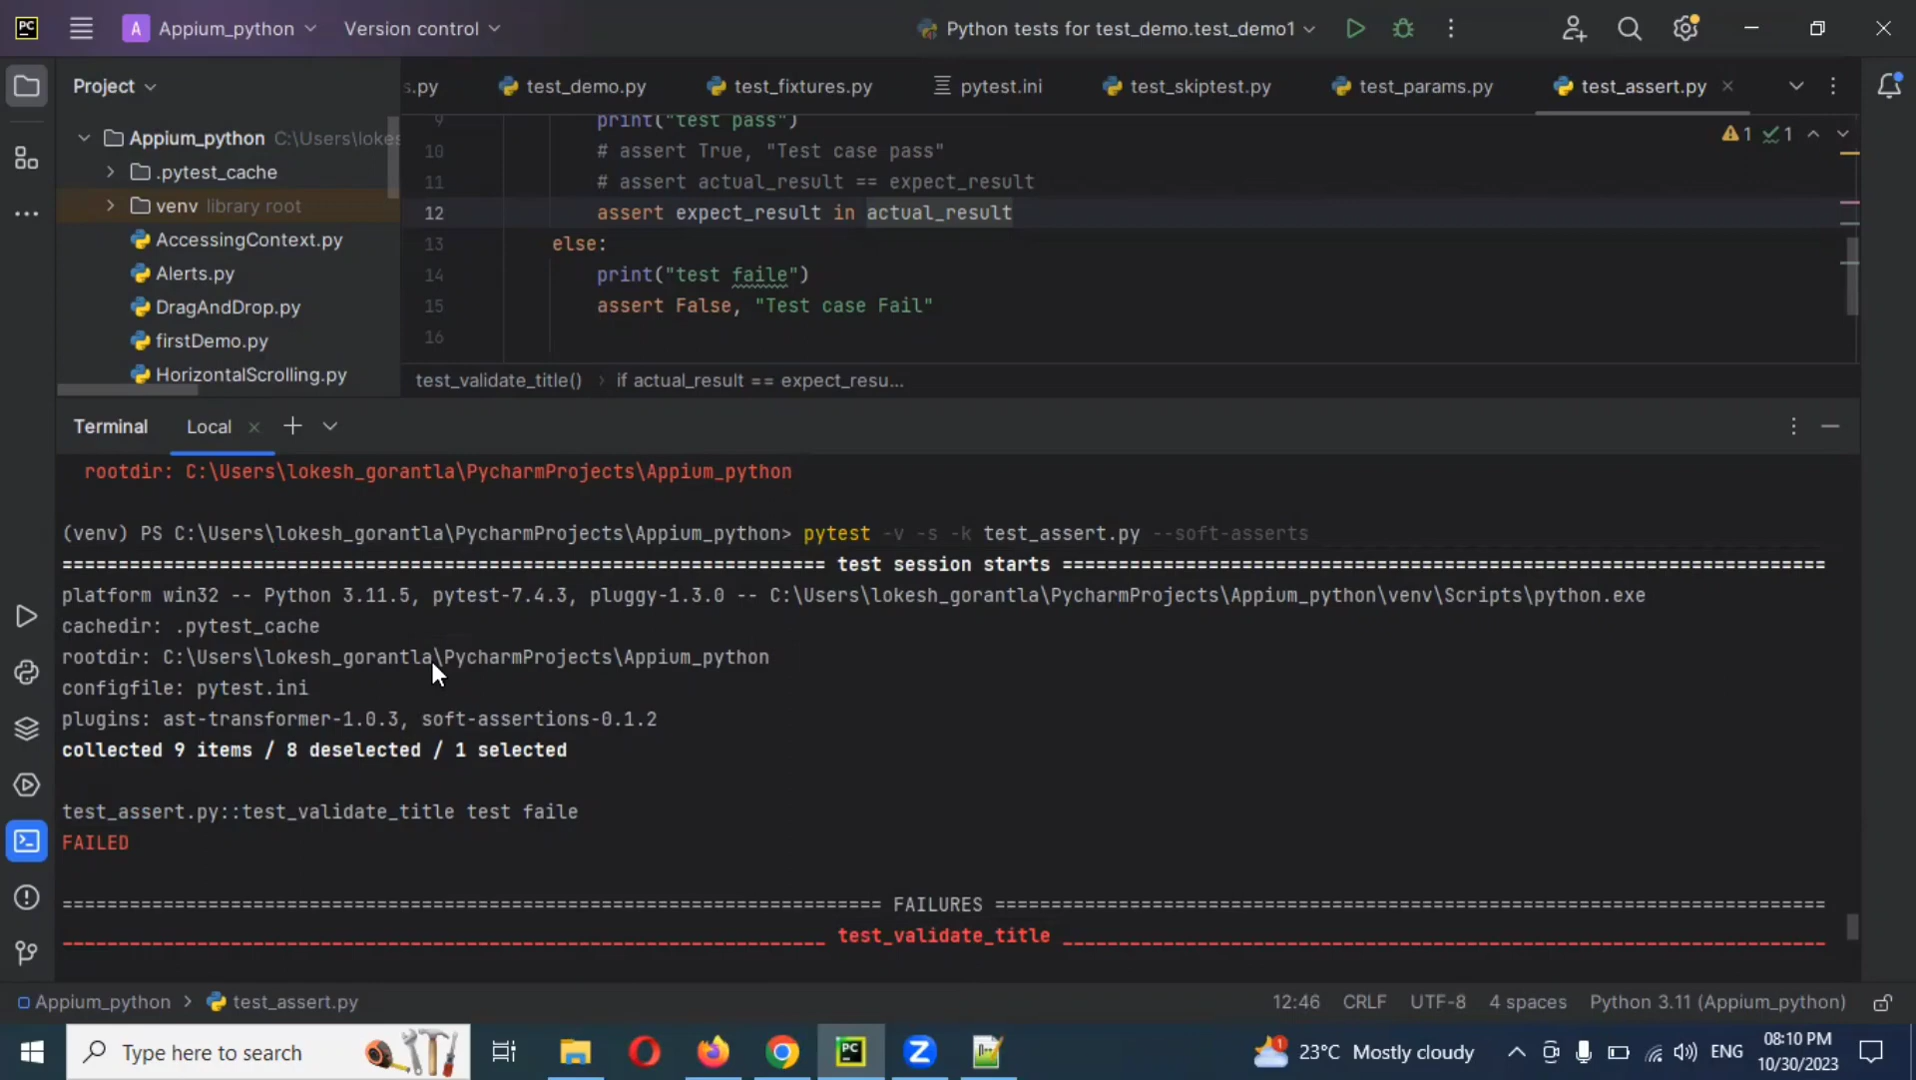 PC A Appium_python Version control Python tests for test_demo.test_demo1
Project s.py test_demo.py test_fixtures.py pytest.ini test_skiptest.py test_params.py test_assert.py
Appium_python C:\Users\lokes
.pytest_cache
venv library root
AccessingContext.py
Alerts.py
DragAndDrop.py
firstDemo.py
HorizontalScrolling.py
9 print("test pass")
10 # assert True, "Test case pass"
11 # assert actual_result == expect_result
12 assert expect_result in actual_result
13 else:
14 print("test faile")
15 assert False, "Test case Fail"
16
1 1
test_validate_title() if actual_result == expect_resu...
Terminal Local
rootdir: C:\Users\lokesh_gorantla\PycharmProjects\Appium_python
(venv) PS C:\Users\lokesh_gorantla\PycharmProjects\Appium_python> pytest -v -s -k test_assert.py --soft-asserts
test session starts
platform win32 -- Python 3.11.5, pytest-7.4.3, pluggy-1.3.0 -- C:\Users\lokesh_gorantla\PycharmProjects\Appium_python\venv\Scripts\python.exe
cachedir: .pytest_cache
rootdir: C:\Users\lokesh_gorantla\PycharmProjects\Appium_python
configfile: pytest.ini
plugins: ast-transformer-1.0.3, soft-assertions-0.1.2
collected 9 items / 8 deselected / 1 selected
test_assert.py::test_validate_title test faile
FAILED
FAILURES
test_validate_title
Appium_python > test_assert.py 12:46 CRLF UTF-8 4 spaces Python 3.11 (Appium_python)
Type here to search 23°C Mostly cloudy ENG 08:10 PM
10/30/2023